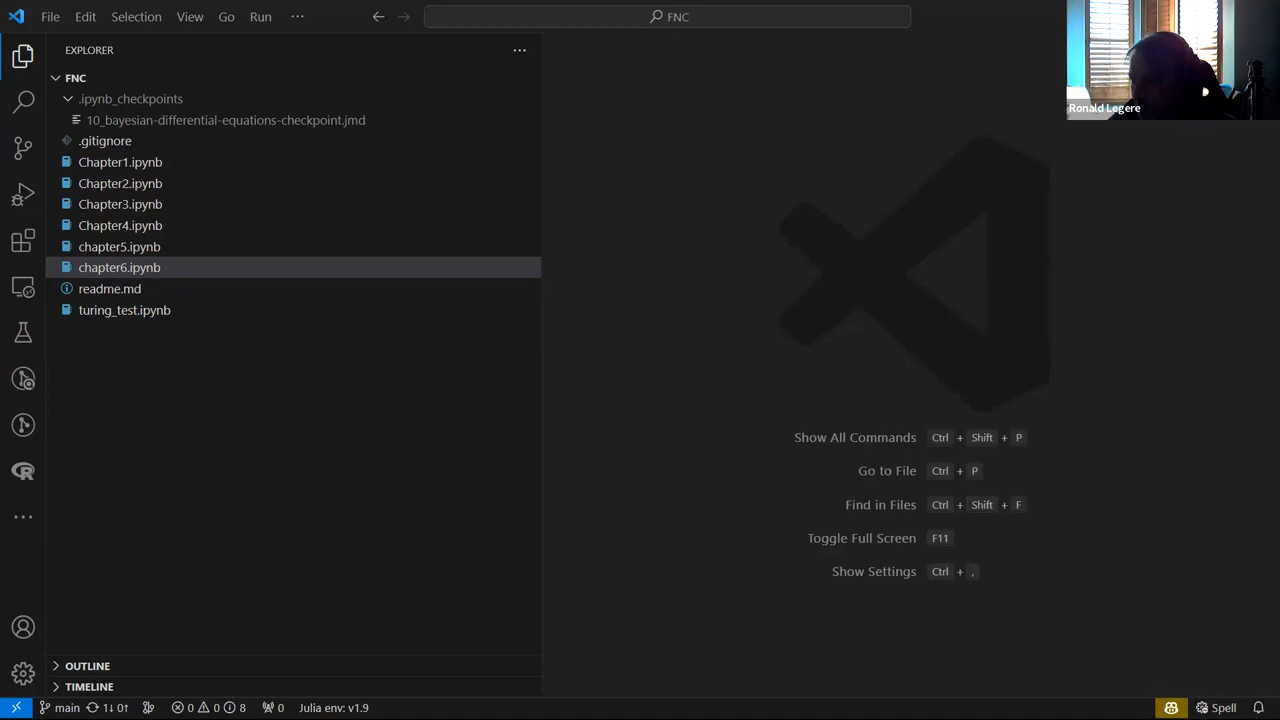 File Edit Selection View Go Run ···
FNC
Ronald Legere
EXPLORER
FNC
.ipynb_checkpoints
10_bayesian-differential-equations-checkpoint.jmd
.gitignore
Chapter1.ipynb
Chapter2.ipynb
Chapter3.ipynb
Chapter4.ipynb
chapter5.ipynb
chapter6.ipynb
readme.md
turing_test.ipynb
Show All Commands Ctrl + Shift + P
Go to File Ctrl + P
Find in Files Ctrl + Shift + F
Toggle Full Screen F11
Show Settings Ctrl + ,
OUTLINE
TIMELINE
main 1↓ 0↑ 0 0 8 0 Julia env: v1.9 Spell